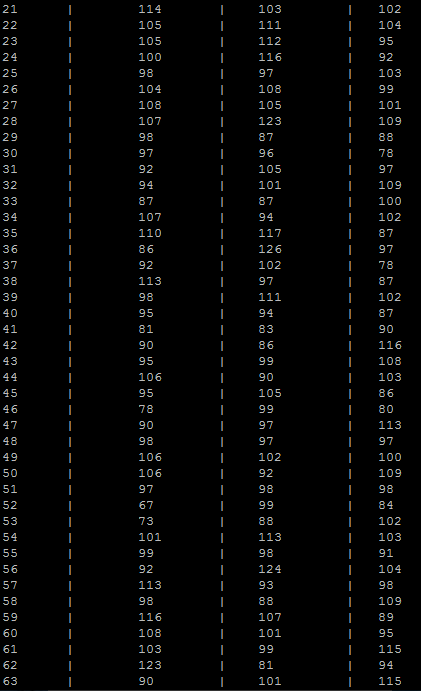 21 | 114 | 103 | 102
22 | 105 | 111 | 104
23 | 105 | 112 | 95
24 | 100 | 116 | 92
25 | 98 | 97 | 103
26 | 104 | 108 | 99
27 | 108 | 105 | 101
28 | 107 | 123 | 109
29 | 98 | 87 | 88
30 | 97 | 96 | 78
31 | 92 | 105 | 97
32 | 94 | 101 | 109
33 | 87 | 87 | 100
34 | 107 | 94 | 102
35 | 110 | 117 | 87
36 | 86 | 126 | 97
37 | 92 | 102 | 78
38 | 113 | 97 | 87
39 | 98 | 111 | 102
40 | 95 | 94 | 87
41 | 81 | 83 | 90
42 | 90 | 86 | 116
43 | 95 | 99 | 108
44 | 106 | 90 | 103
45 | 95 | 105 | 86
46 | 78 | 99 | 80
47 | 90 | 97 | 113
48 | 98 | 97 | 97
49 | 106 | 102 | 100
50 | 106 | 92 | 109
51 | 97 | 98 | 98
52 | 67 | 99 | 84
53 | 73 | 88 | 102
54 | 101 | 113 | 103
55 | 99 | 98 | 91
56 | 92 | 124 | 104
57 | 113 | 93 | 98
58 | 98 | 88 | 109
59 | 116 | 107 | 89
60 | 108 | 101 | 95
61 | 103 | 99 | 115
62 | 123 | 81 | 94
63 | 90 | 101 | 115